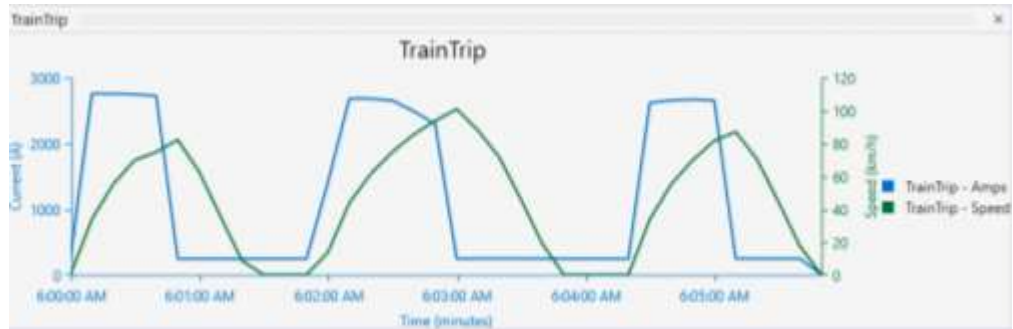 TrainTrip
TrainTrip
3000
2000
1000
0
Current (A)
120
100
80
60
40
20
0
Speed (km/h)
TrainTrip - Amps
TrainTrip - Speed
6:00:00 AM 6:01:00 AM 6:02:00 AM 6:03:00 AM 6:04:00 AM 6:05:00 AM
Time (minutes)